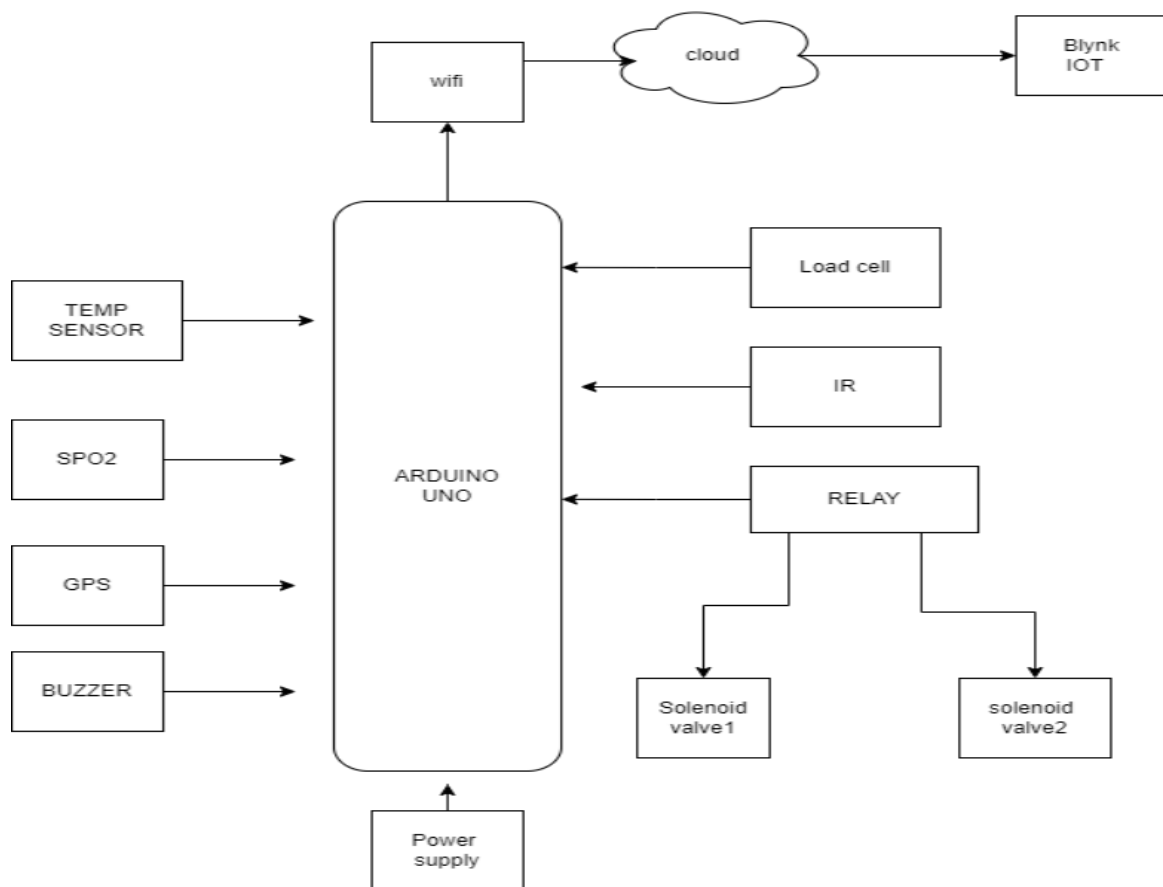 wifi
cloud
Blynk
IOT
TEMP
SENSOR
Load cell
IR
SPO2
ARDUINO
UNO
RELAY
GPS
BUZZER
Solenoid
valve1
solenoid
valve2
Power
supply